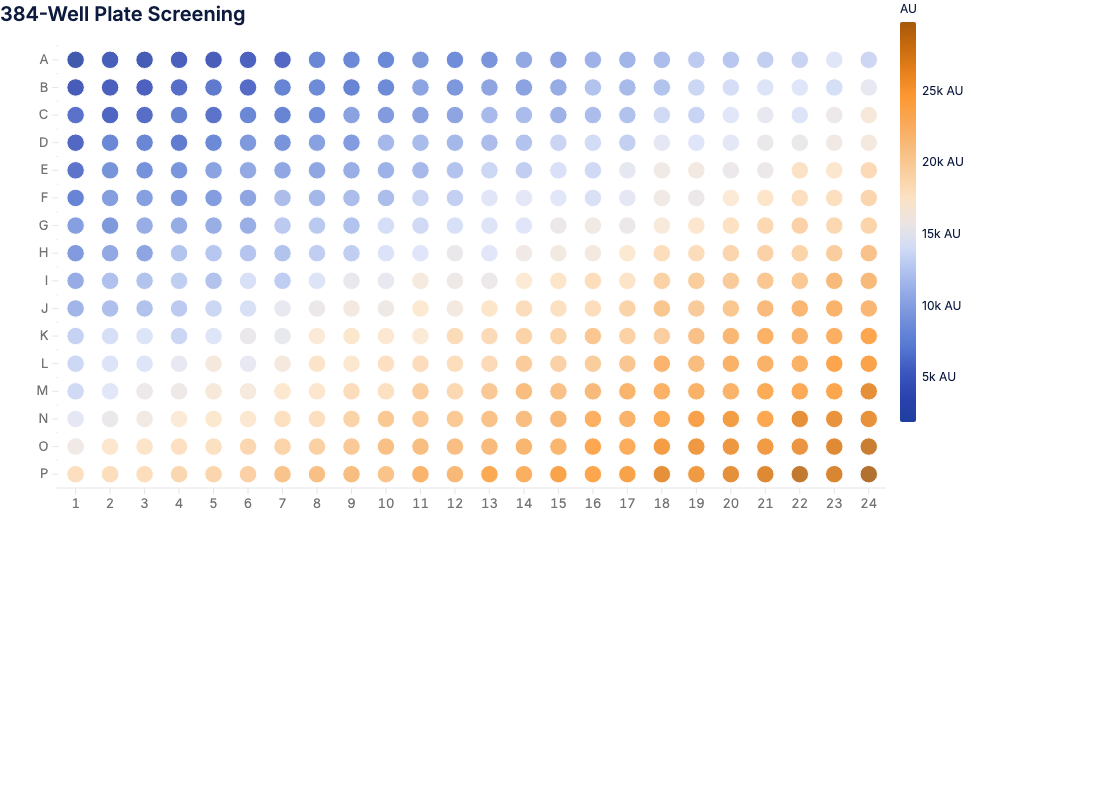 384-Well Plate Screening
AU
A
B
C
D
E
F
G
H
I
J
K
L
M
N
O
P
1 2 3 4 5 6 7 8 9 10 11 12 13 14 15 16 17 18 19 20 21 22 23 24
25k AU
20k AU
15k AU
10k AU
5k AU